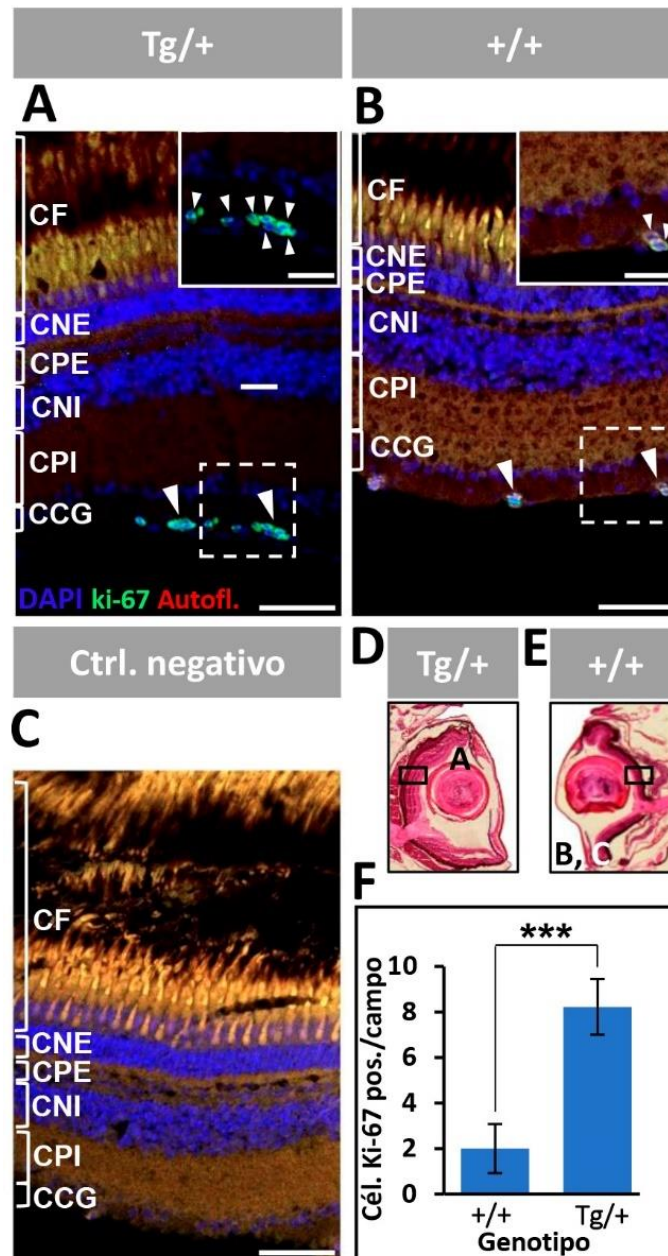 Tg/+
+/+
A
B
CF
CNE
CPE
CNI
CPI
CCG
DAPI ki-67 Autofl.
CF
CNE
CPE
CNI
CPI
CCG
Ctrl. negativo
C
CF
CNE
CPE
CNI
CPI
CCG
D
Tg/+
A
E
+/+
B, C
F
***
Cél. Ki-67 pos./campo
10
8
6
4
2
0
+/+
Tg/+
Genotipo